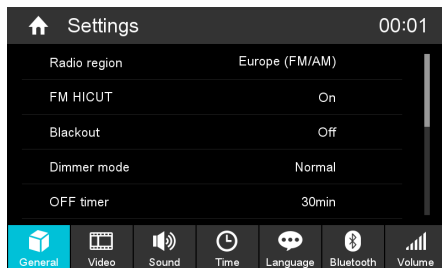 Settings 00:01
Radio region Europe (FM/AM)
FM HICUT On
Blackout Off
Dimmer mode Normal
OFF timer 30min
General Video Sound Time Language Bluetooth Volume